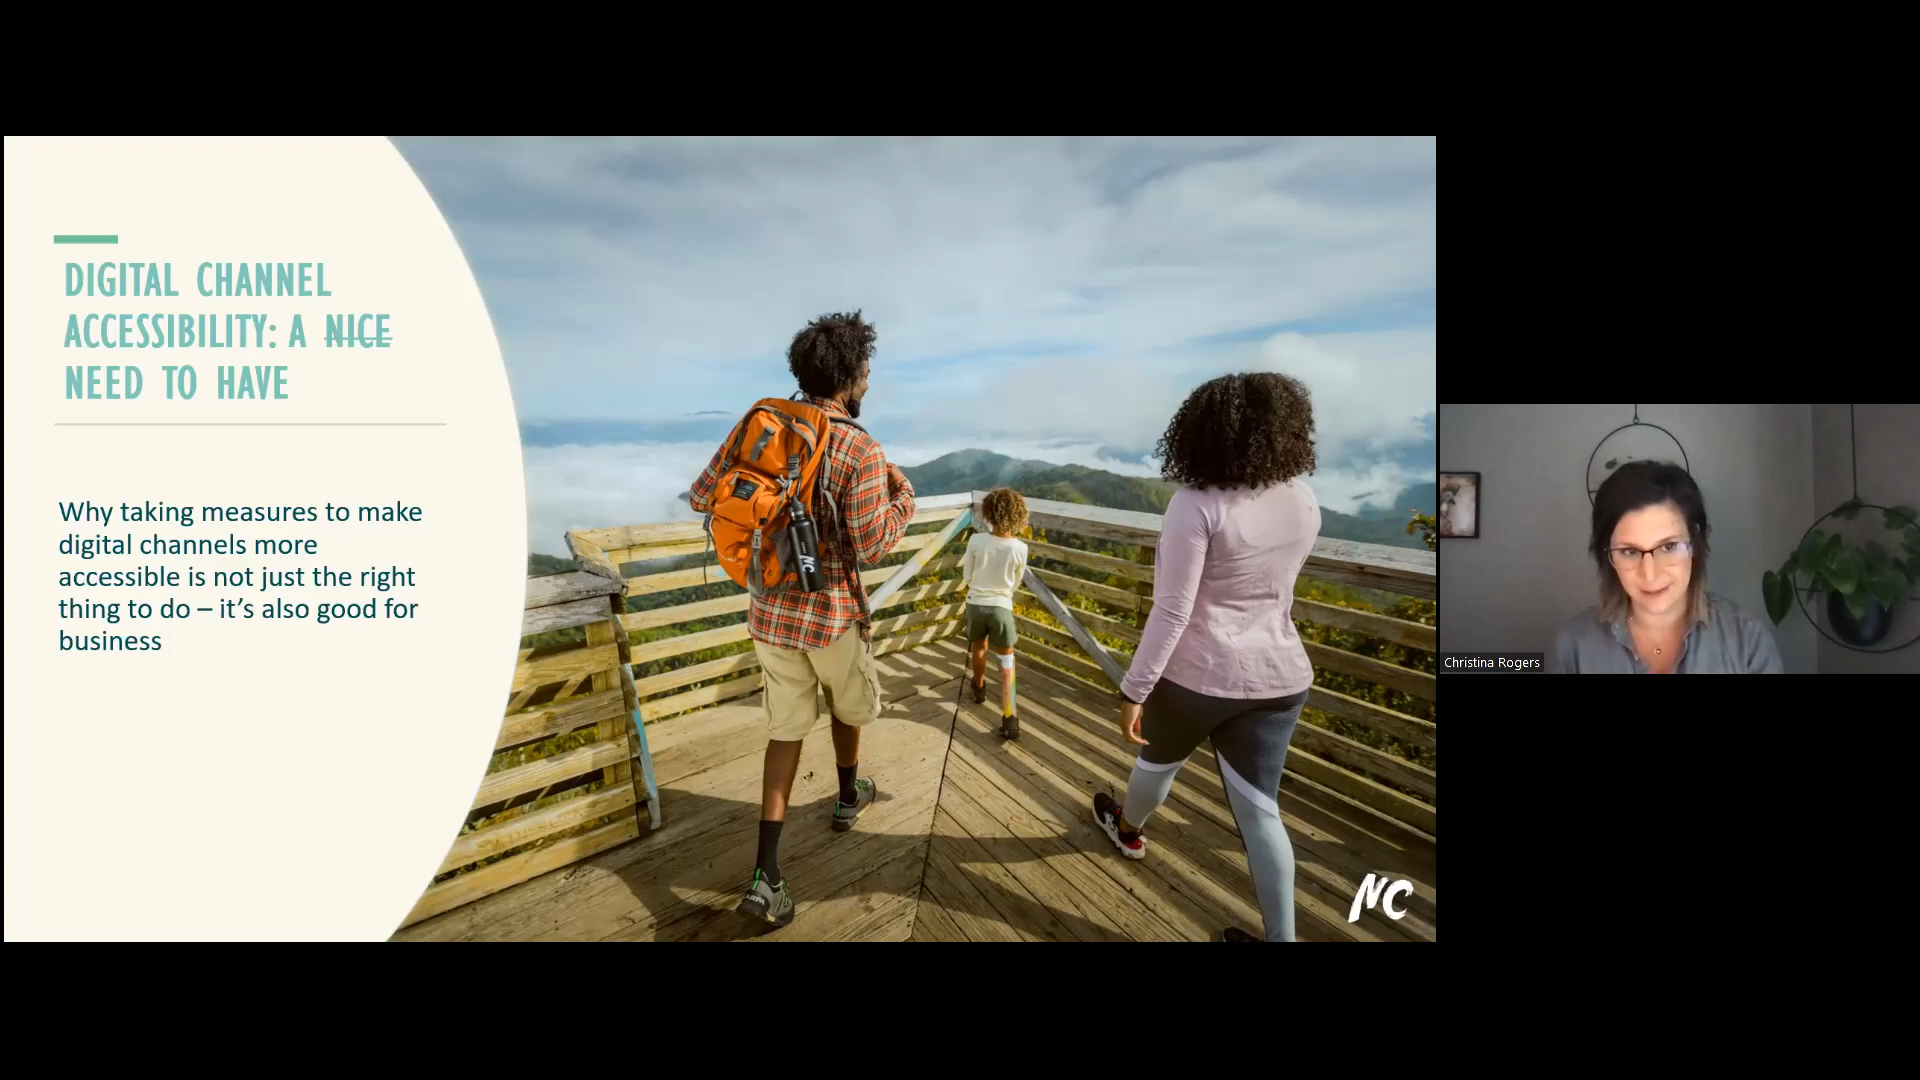 DIGITAL CHANNEL
ACCESSIBILITY: A NICE
NEED TO HAVE
Why taking measures to make
digital channels more
accessible is not just the right
thing to do – it's also good for
business
NC
NC
Christina Rogers